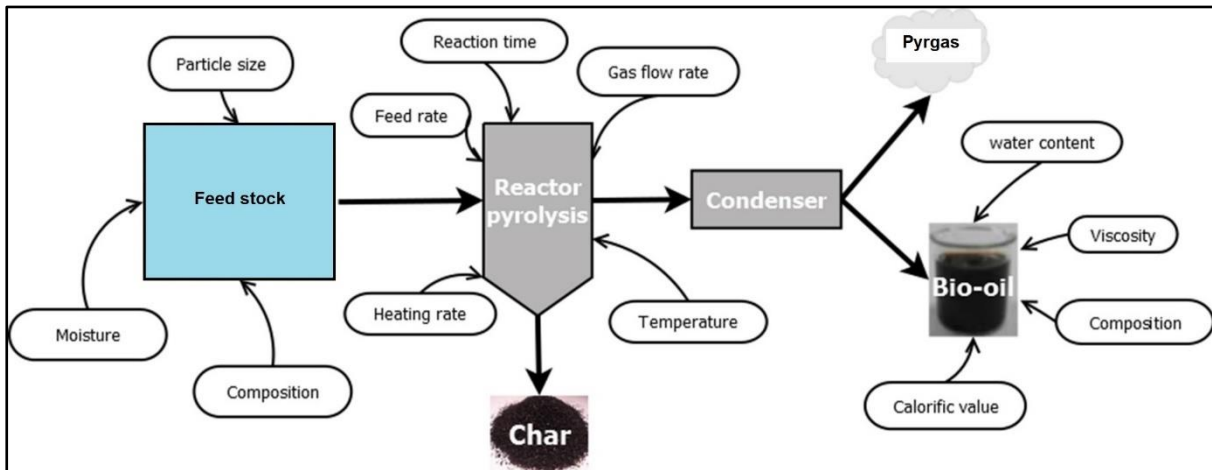 Particle size
Feed stock
Moisture
Composition
Reaction time
Feed rate
Gas flow rate
Reactor
pyrolysis
Heating rate
Temperature
Char
Condenser
Pyrgas
water content
Viscosity
Bio-oil
Composition
Calorific value